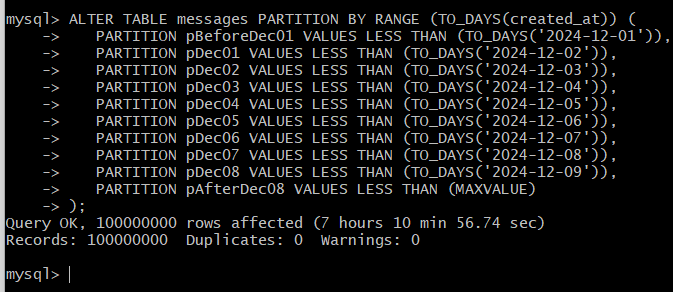 mysql> ALTER TABLE messages PARTITION BY RANGE (TO_DAYS(created_at)) (
    ->     PARTITION pBeforeDec01 VALUES LESS THAN (TO_DAYS('2024-12-01')),
    ->     PARTITION pDec01 VALUES LESS THAN (TO_DAYS('2024-12-02')),
    ->     PARTITION pDec02 VALUES LESS THAN (TO_DAYS('2024-12-03')),
    ->     PARTITION pDec03 VALUES LESS THAN (TO_DAYS('2024-12-04')),
    ->     PARTITION pDec04 VALUES LESS THAN (TO_DAYS('2024-12-05')),
    ->     PARTITION pDec05 VALUES LESS THAN (TO_DAYS('2024-12-06')),
    ->     PARTITION pDec06 VALUES LESS THAN (TO_DAYS('2024-12-07')),
    ->     PARTITION pDec07 VALUES LESS THAN (TO_DAYS('2024-12-08')),
    ->     PARTITION pDec08 VALUES LESS THAN (TO_DAYS('2024-12-09')),
    ->     PARTITION pAfterDec08 VALUES LESS THAN (MAXVALUE)
    -> );
Query OK, 100000000 rows affected (7 hours 10 min 56.74 sec)
Records: 100000000  Duplicates: 0  Warnings: 0
mysql>